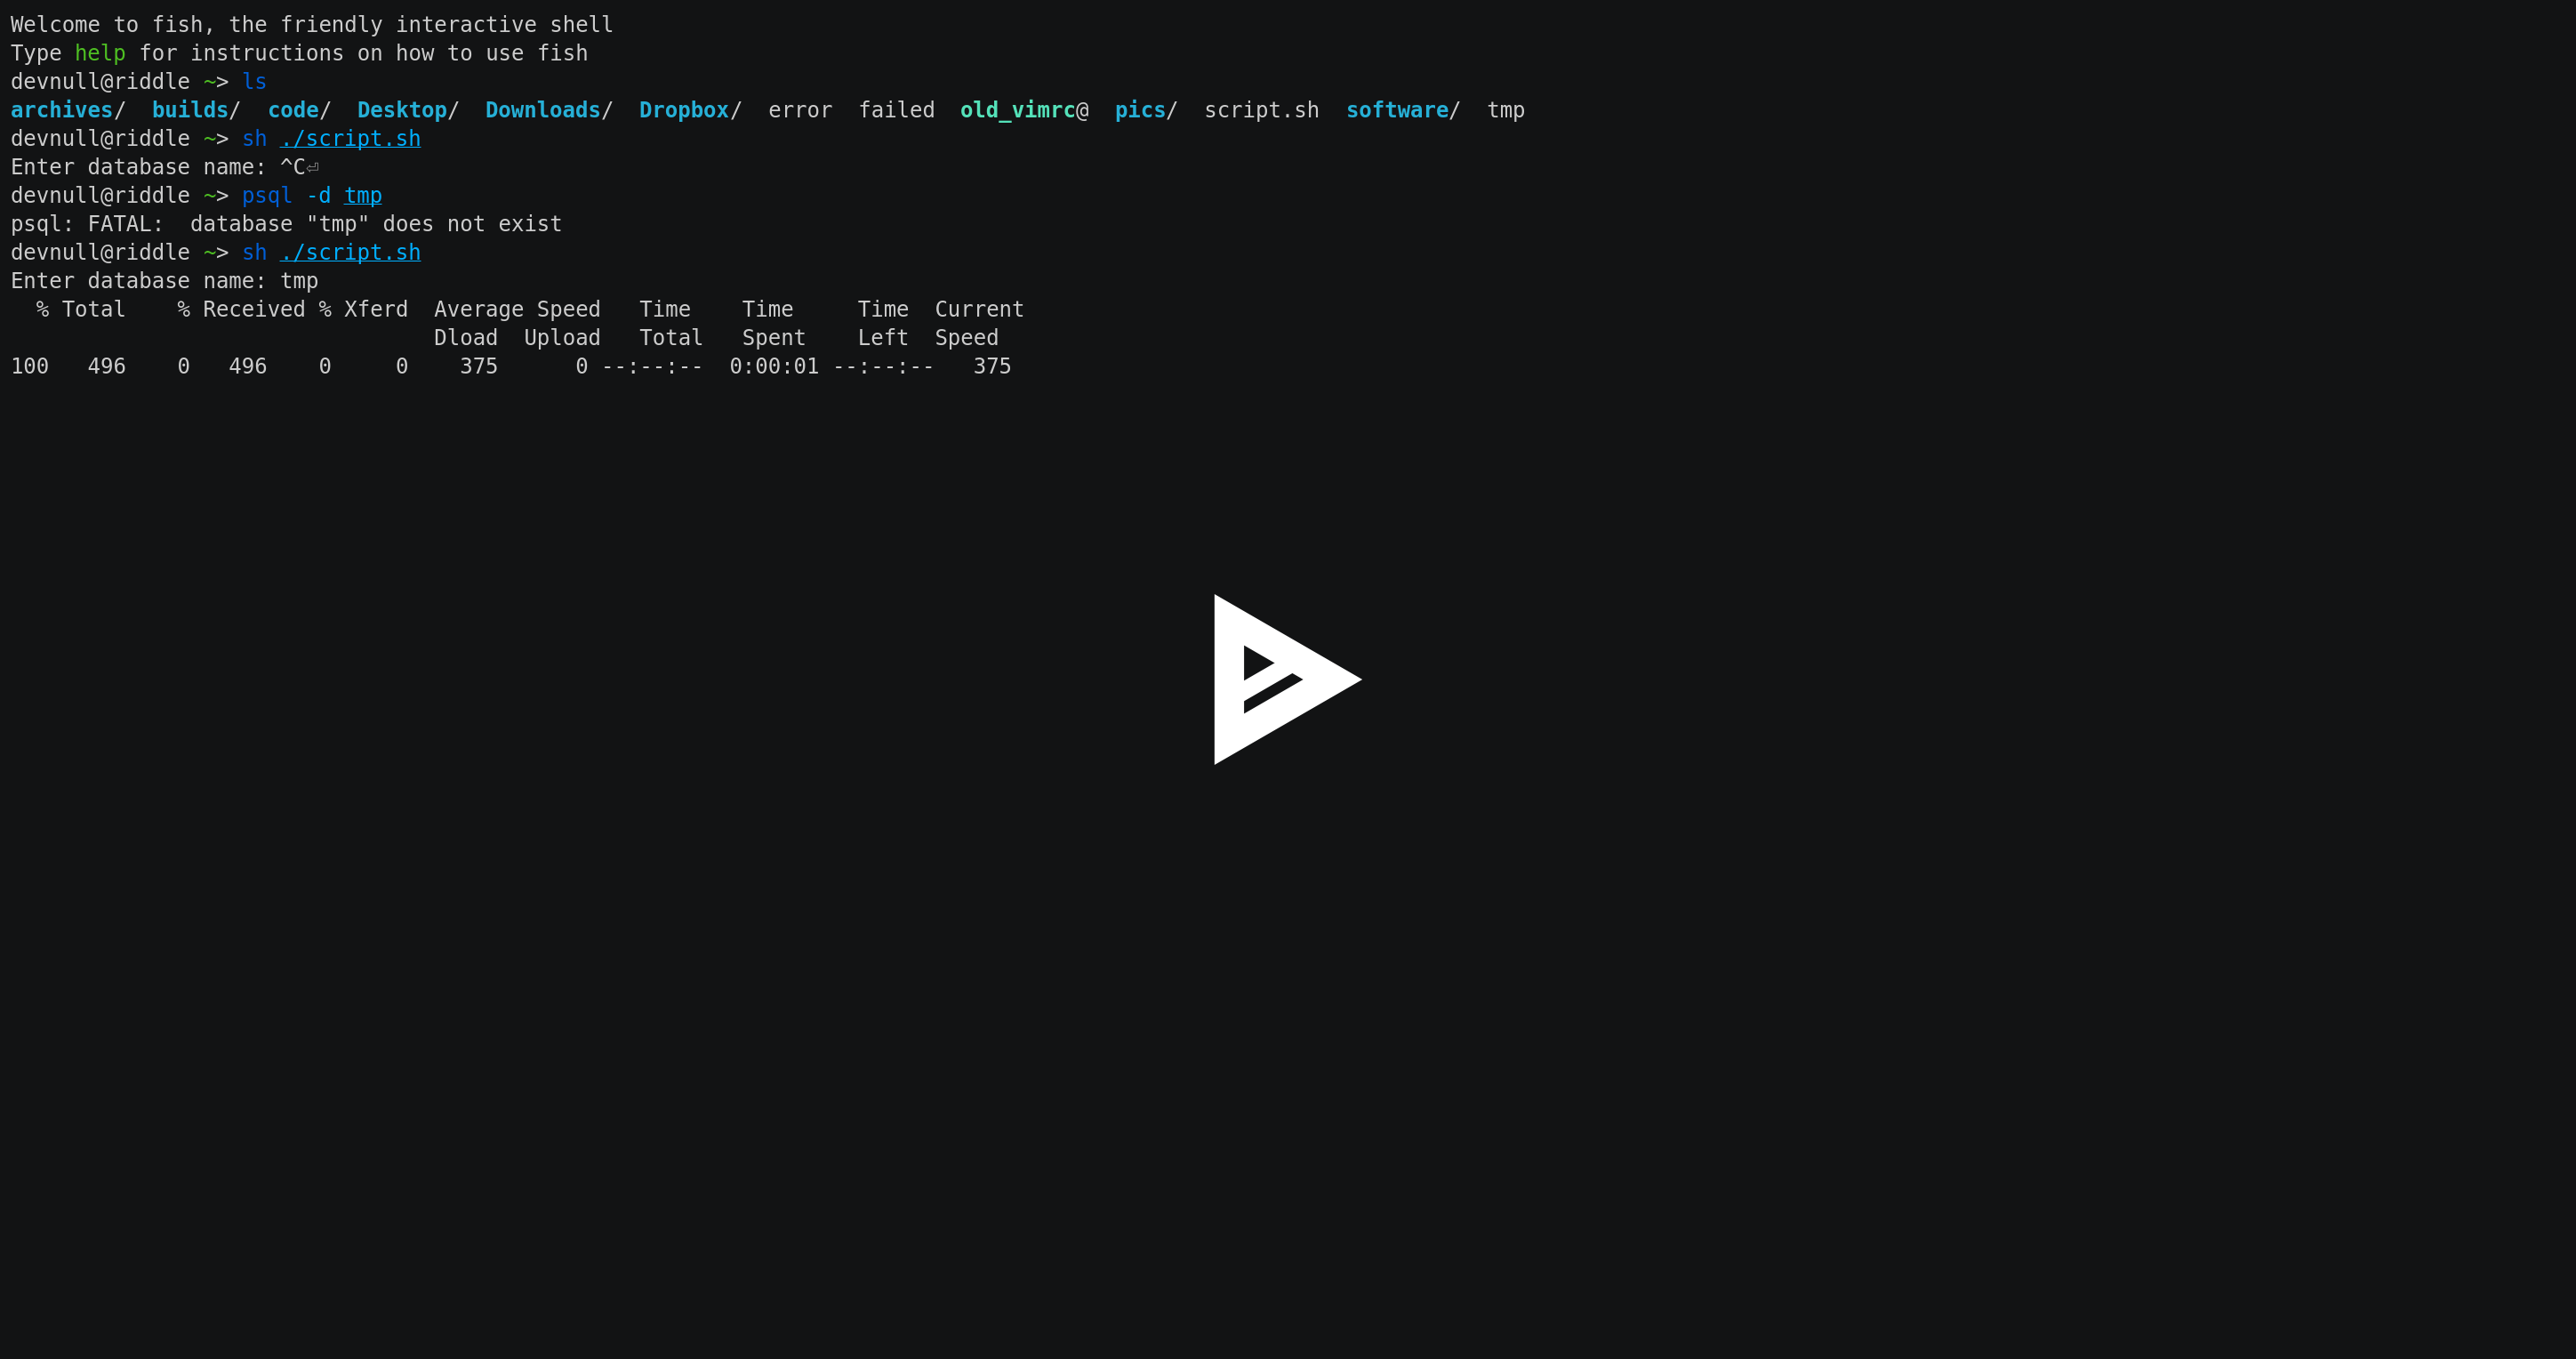 Welcome to fish, the friendly interactive shell
Type help for instructions on how to use fish
devnull@riddle ~> ls
archives/  builds/  code/  Desktop/  Downloads/  Dropbox/  error  failed  old_vimrc@  pics/  script.sh  software/  tmp
devnull@riddle ~> sh ./script.sh
Enter database name: ^C⏎
devnull@riddle ~> psql -d tmp
psql: FATAL:  database "tmp" does not exist
devnull@riddle ~> sh ./script.sh
Enter database name: tmp
  % Total    % Received % Xferd  Average Speed   Time    Time     Time  Current
                                 Dload  Upload   Total   Spent    Left  Speed
100   496    0   496    0     0    375      0 --:--:--  0:00:01 --:--:--   375